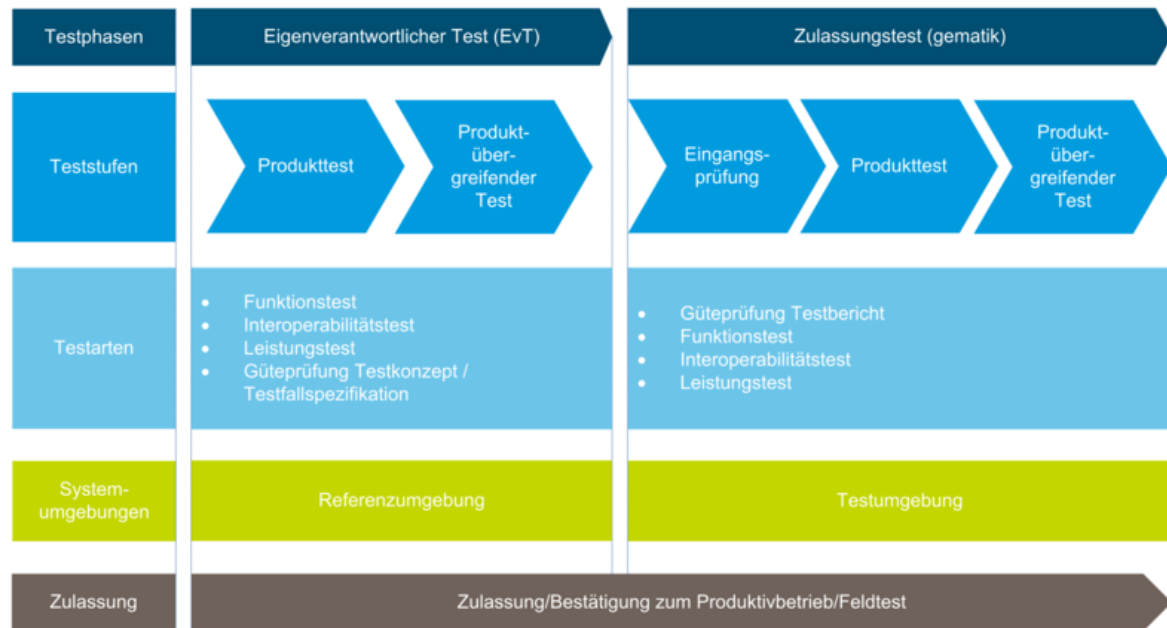 Testphasen
Eigenverantwortlicher Test (EvT)
Zulassungstest (gematik)
Teststufen
Produkttest
Produkt-
über-
greifender
Test
Eingangs-
prüfung
Produkttest
Produkt-
über-
greifender
Test
Testarten
• Funktionstest
• Interoperabilitätstest
• Leistungstest
• Güteprüfung Testkonzept /
Testfallspezifikation
• Güteprüfung Testbericht
• Funktionstest
• Interoperabilitätstest
• Leistungstest
System-
umgebungen
Referenzumgebung
Testumgebung
Zulassung
Zulassung/Bestätigung zum Produktivbetrieb/Feldtest